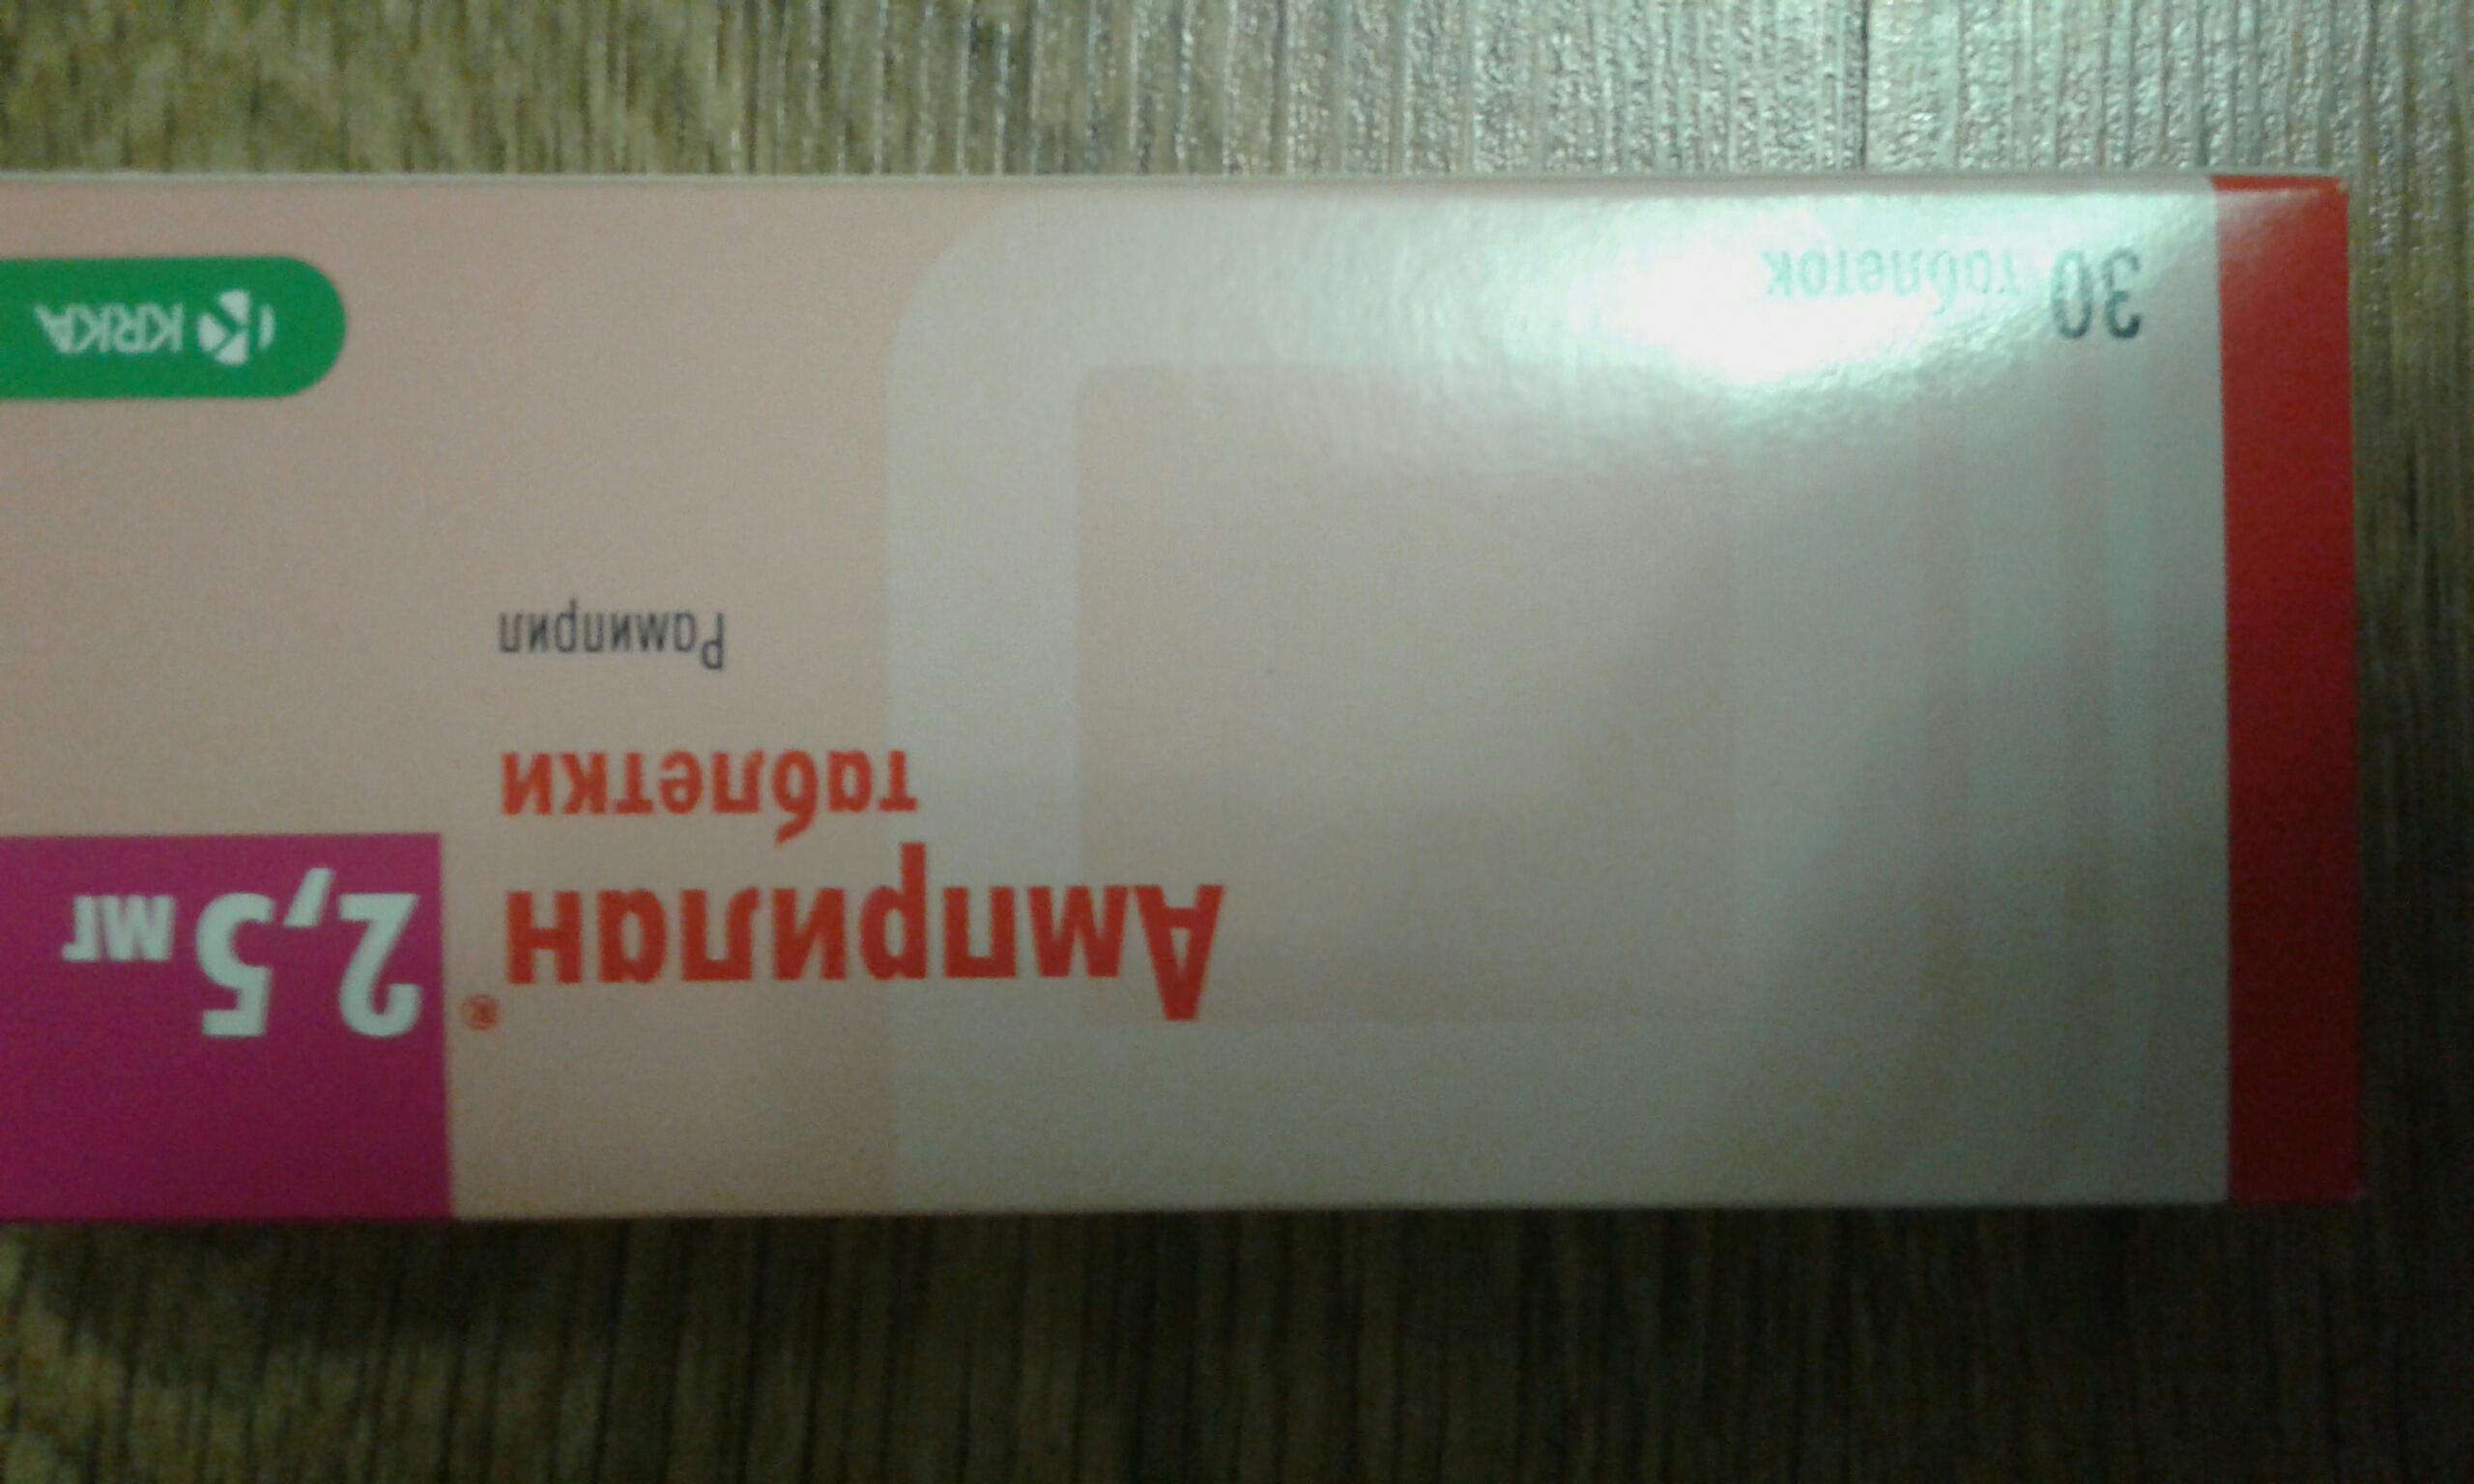 30 таблеток
Амприлан®
таблетки
Рамиприл
2,5 мг
KRKA